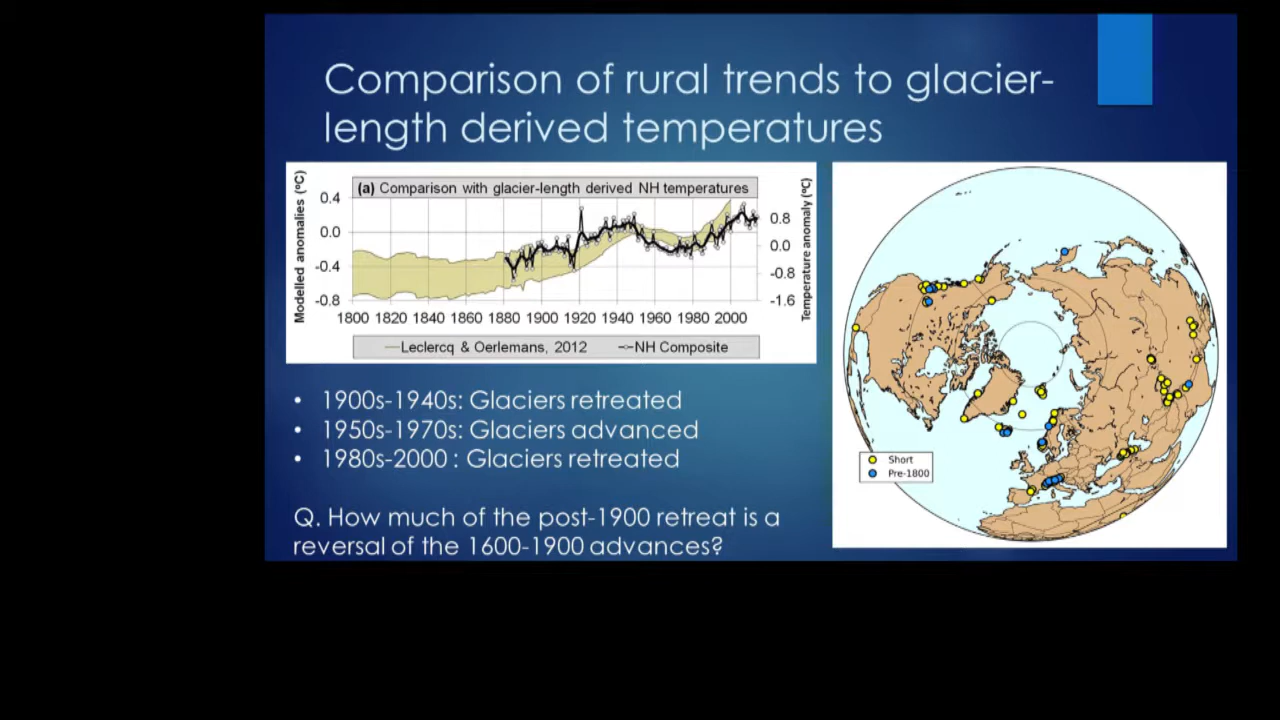 Comparison of rural trends to glacier-
length derived temperatures
(a) Comparison with glacier-length derived NH temperatures
Modelled anomalies (ºC)
0.4
0.0
-0.4
-0.8
0.8
0.0
-0.8
-1.6
Temperature anomaly (ºC)
1800 1820 1840 1860 1880 1900 1920 1940 1960 1980 2000
Leclercq & Oerlemans, 2012
NH Composite
• 1900s-1940s: Glaciers retreated
• 1950s-1970s: Glaciers advanced
• 1980s-2000 : Glaciers retreated
Q. How much of the post-1900 retreat is a
reversal of the 1600-1900 advances?
Short
Pre-1800